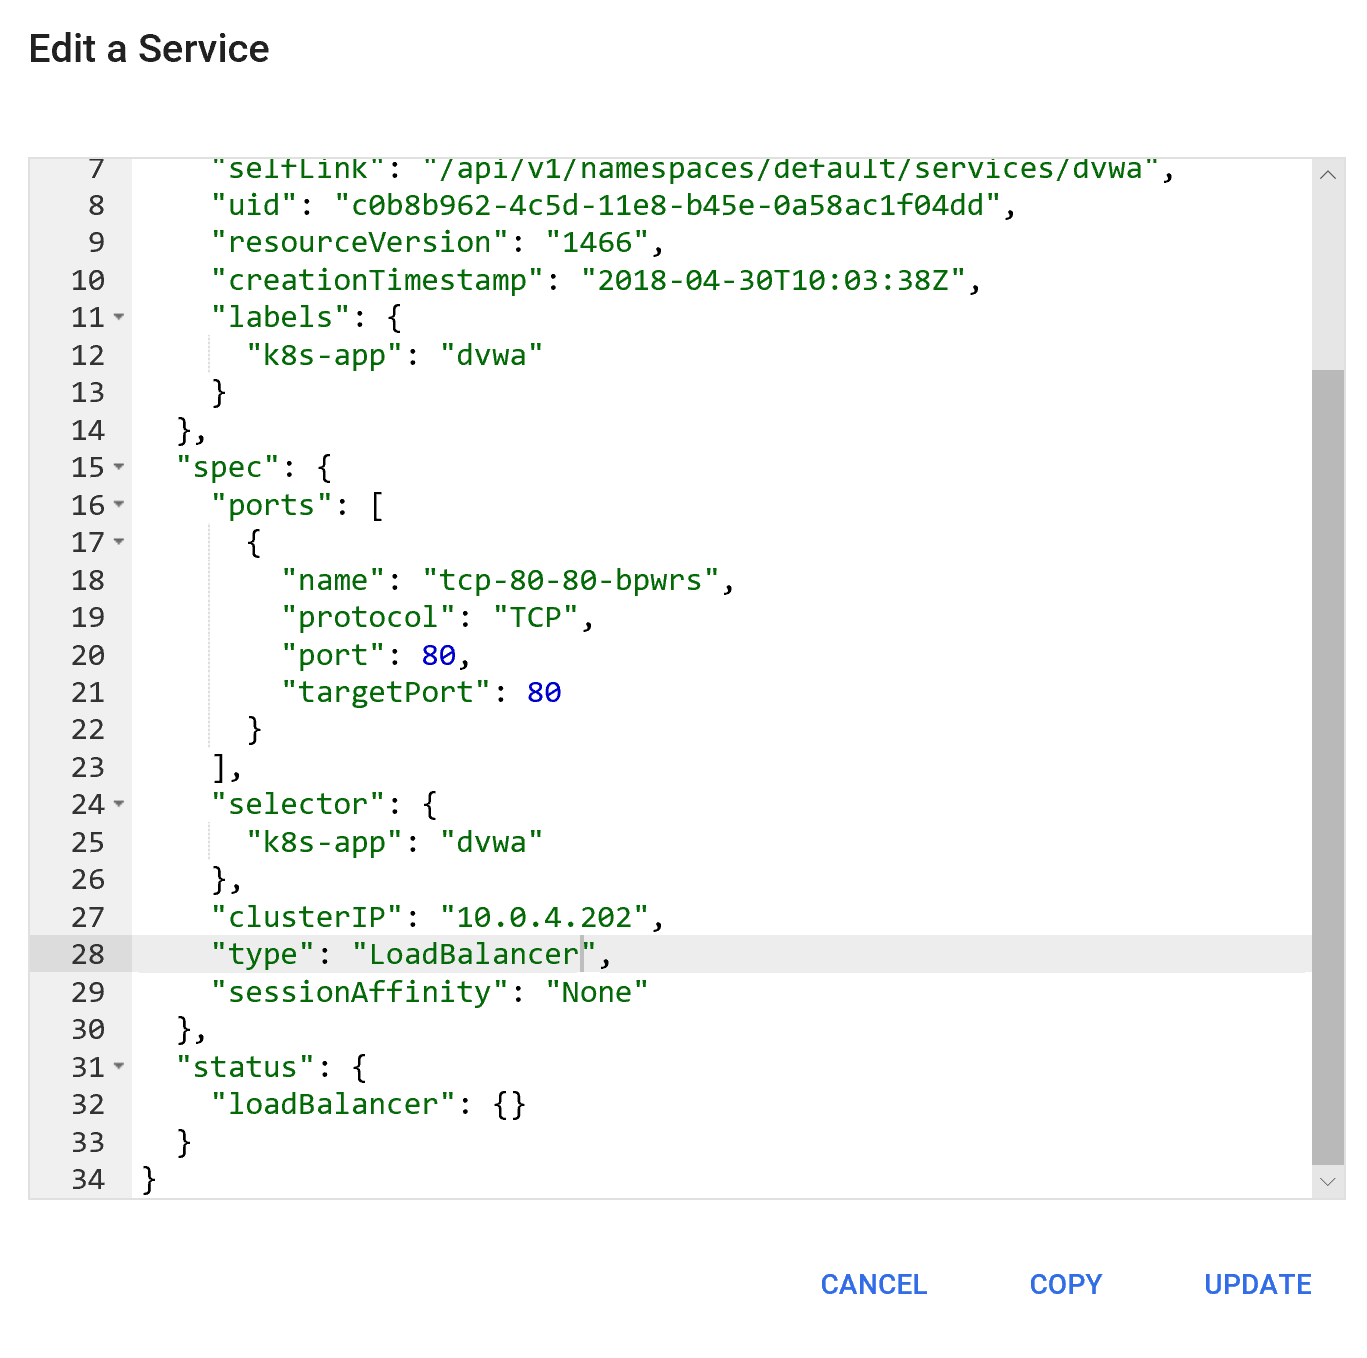 Edit a Service
7 "selfLink": "/api/v1/namespaces/default/services/dvwa",
8 "uid": "c0b8b962-4c5d-11e8-b45e-0a58ac1f04dd",
9 "resourceVersion": "1466",
10 "creationTimestamp": "2018-04-30T10:03:38Z",
11 "labels": {
12 "k8s-app": "dvwa"
13 }
14 },
15 "spec": {
16 "ports": [
17 {
18 "name": "tcp-80-80-bpwrs",
19 "protocol": "TCP",
20 "port": 80,
21 "targetPort": 80
22 }
23 ],
24 "selector": {
25 "k8s-app": "dvwa"
26 },
27 "clusterIP": "10.0.4.202",
28 "type": "LoadBalancer",
29 "sessionAffinity": "None"
30 },
31 "status": {
32 "loadBalancer": {}
33 }
34 }
CANCEL COPY UPDATE